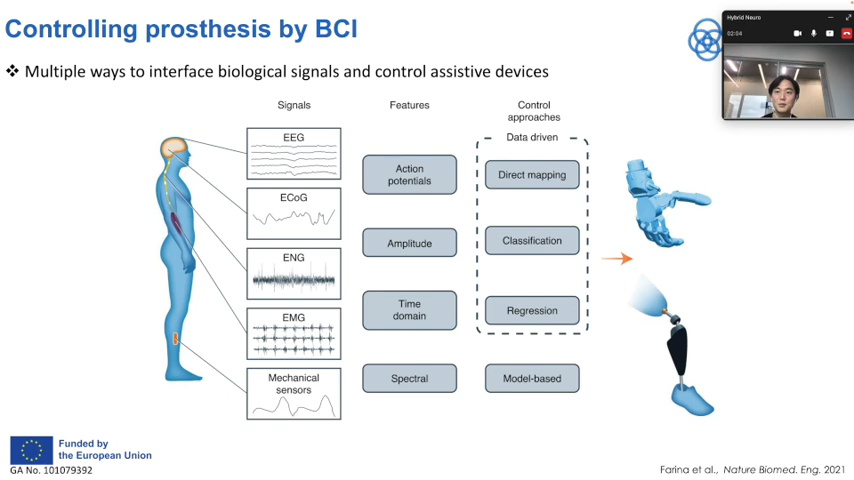 Controlling prosthesis by BCI
Hybrid Neuro
02:04
❖ Multiple ways to interface biological signals and control assistive devices
Signals
Features
Control
approaches
EEG
ECoG
ENG
EMG
Mechanical
sensors
Action
potentials
Amplitude
Time
domain
Spectral
Data driven
Direct mapping
Classification
Regression
Model-based
Funded by
the European Union
GA No. 101079392
Farina et al., Nature Biomed. Eng. 2021